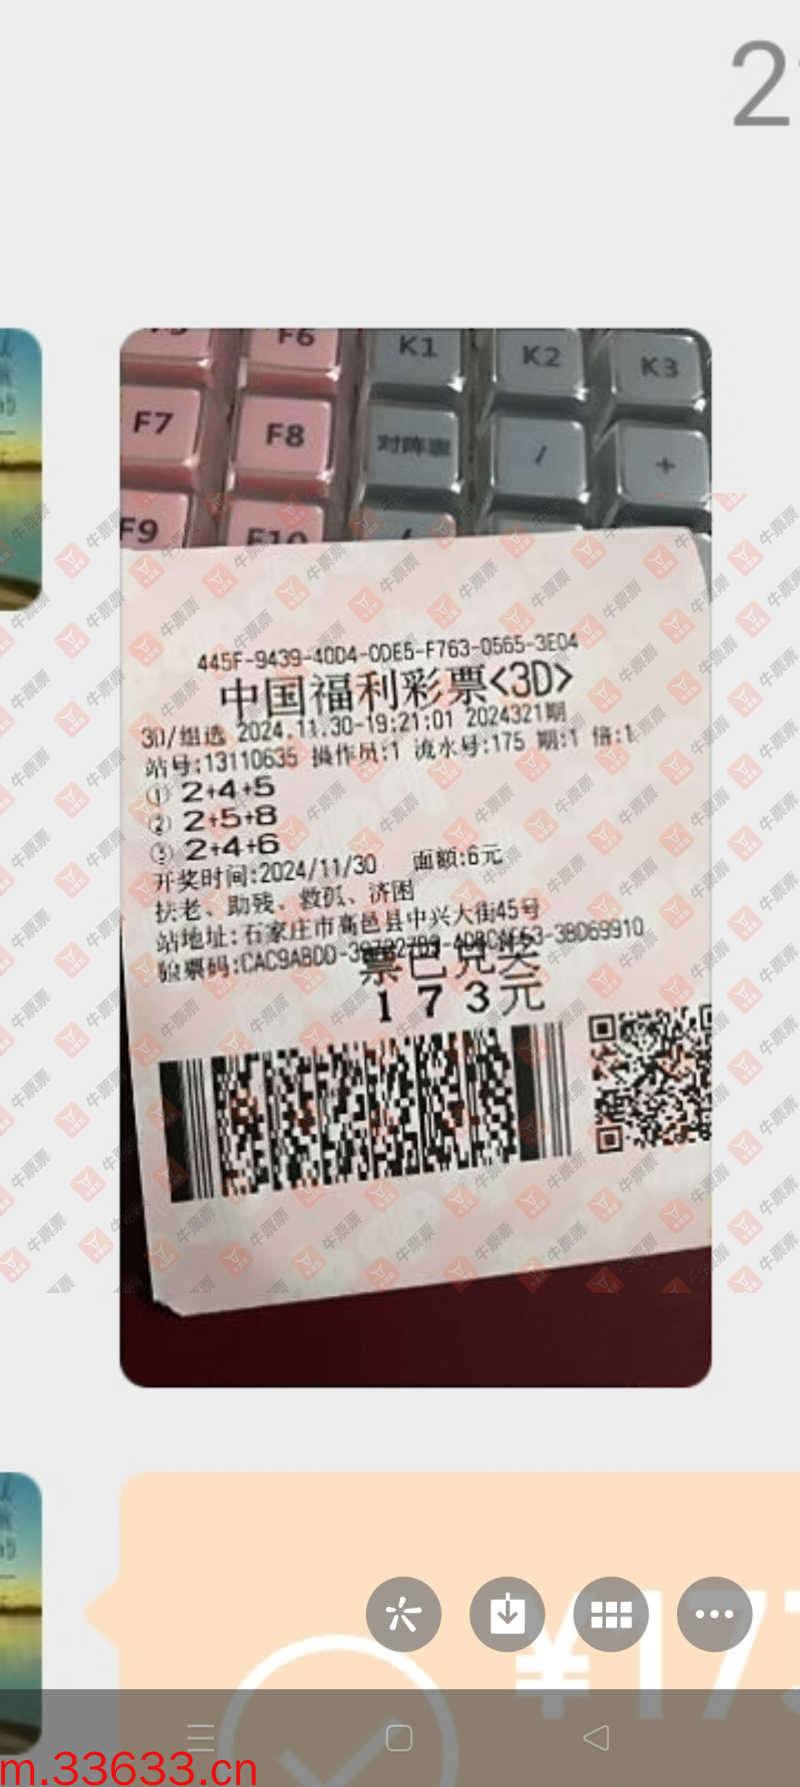 2
F6
K1
K2
K3
F7
F8
对阵
/
+
F9
F10
445F-9439-40D4-0DE5-F763-0565-3E04
中国福利彩票<3D>
3D/组选 2024.11.30-19:21:01 2024321期
站号:13110635 操作员:1 流水号:175 期:1 倍:1
① 2+4+5
② 2+5+8
③ 2+4+6
开奖时间:2024/11/30 面额:6元
扶老、助残、救孤、济困
站地址:石家庄市高邑县中兴大街45号
验票码:CAC9ABDD-
-3BD69910
票已兑奖
173元
牛票票
¥173
m.33633.cn